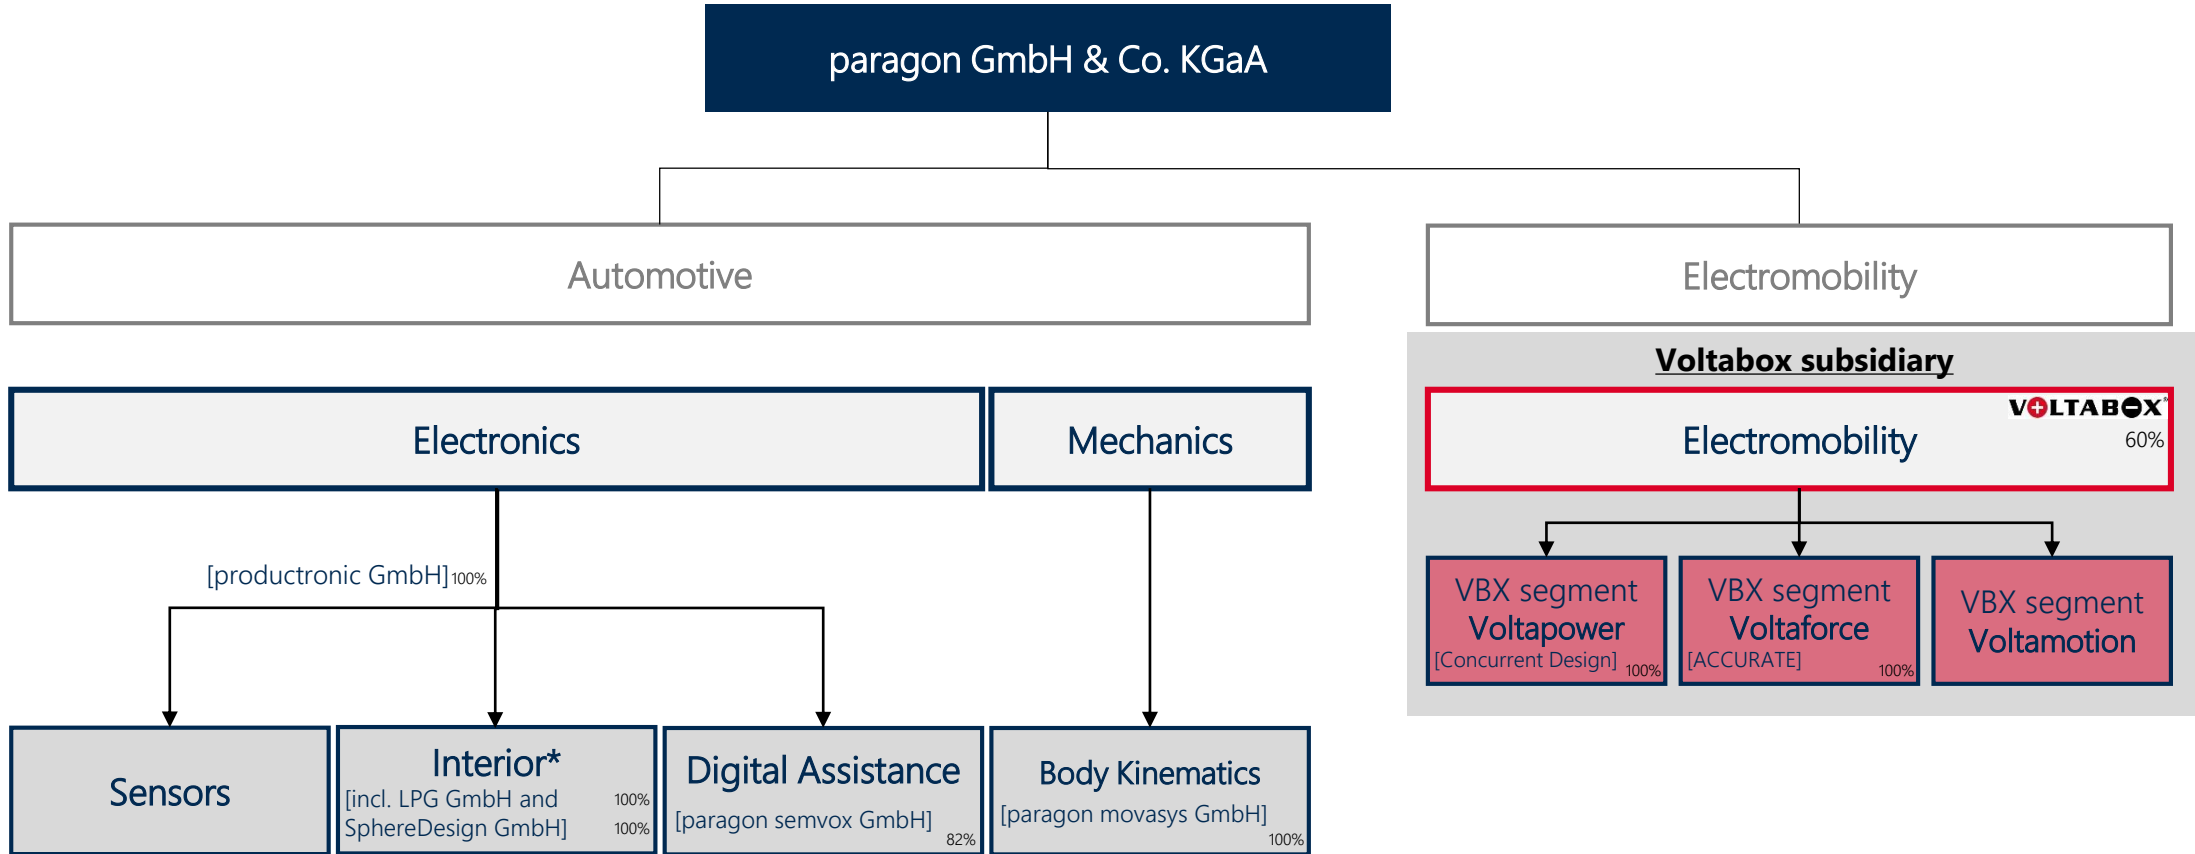 paragon GmbH & Co. KGaA
Automotive
Electromobility
Voltabox subsidiary
Electronics
Mechanics
VOLTABOX®
Electromobility
60%
[productronic GmbH] 100%
VBX segment
Voltapower
[Concurrent Design] 100%
VBX segment
Voltaforce
[ACCURATE] 100%
VBX segment
Voltamotion
Sensors
Interior*
[incl. LPG GmbH and 100%
SphereDesign GmbH] 100%
Digital Assistance
[paragon semvox GmbH]
82%
Body Kinematics
[paragon movasys GmbH]
100%